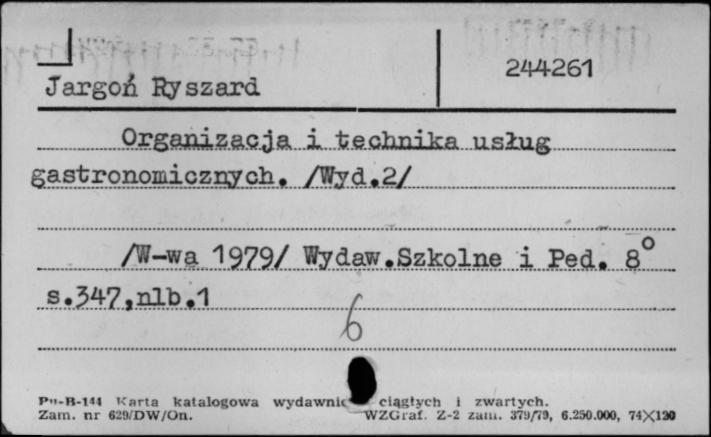 Jargoń Ryszard
244261
Organizacja i technika usług
gastronomicznych. /Wyd.2/
/W-wa 1979/ Wydaw.Szkolne i Ped. 8°
s.347,nlb.1
6
Pu-B-144 Karta katalogowa wydawnic ciągłych i zwartych.
Zam. nr 629/DW/On. WZGraf. Z-2 zam. 379/79, 6.250.000, 74X120